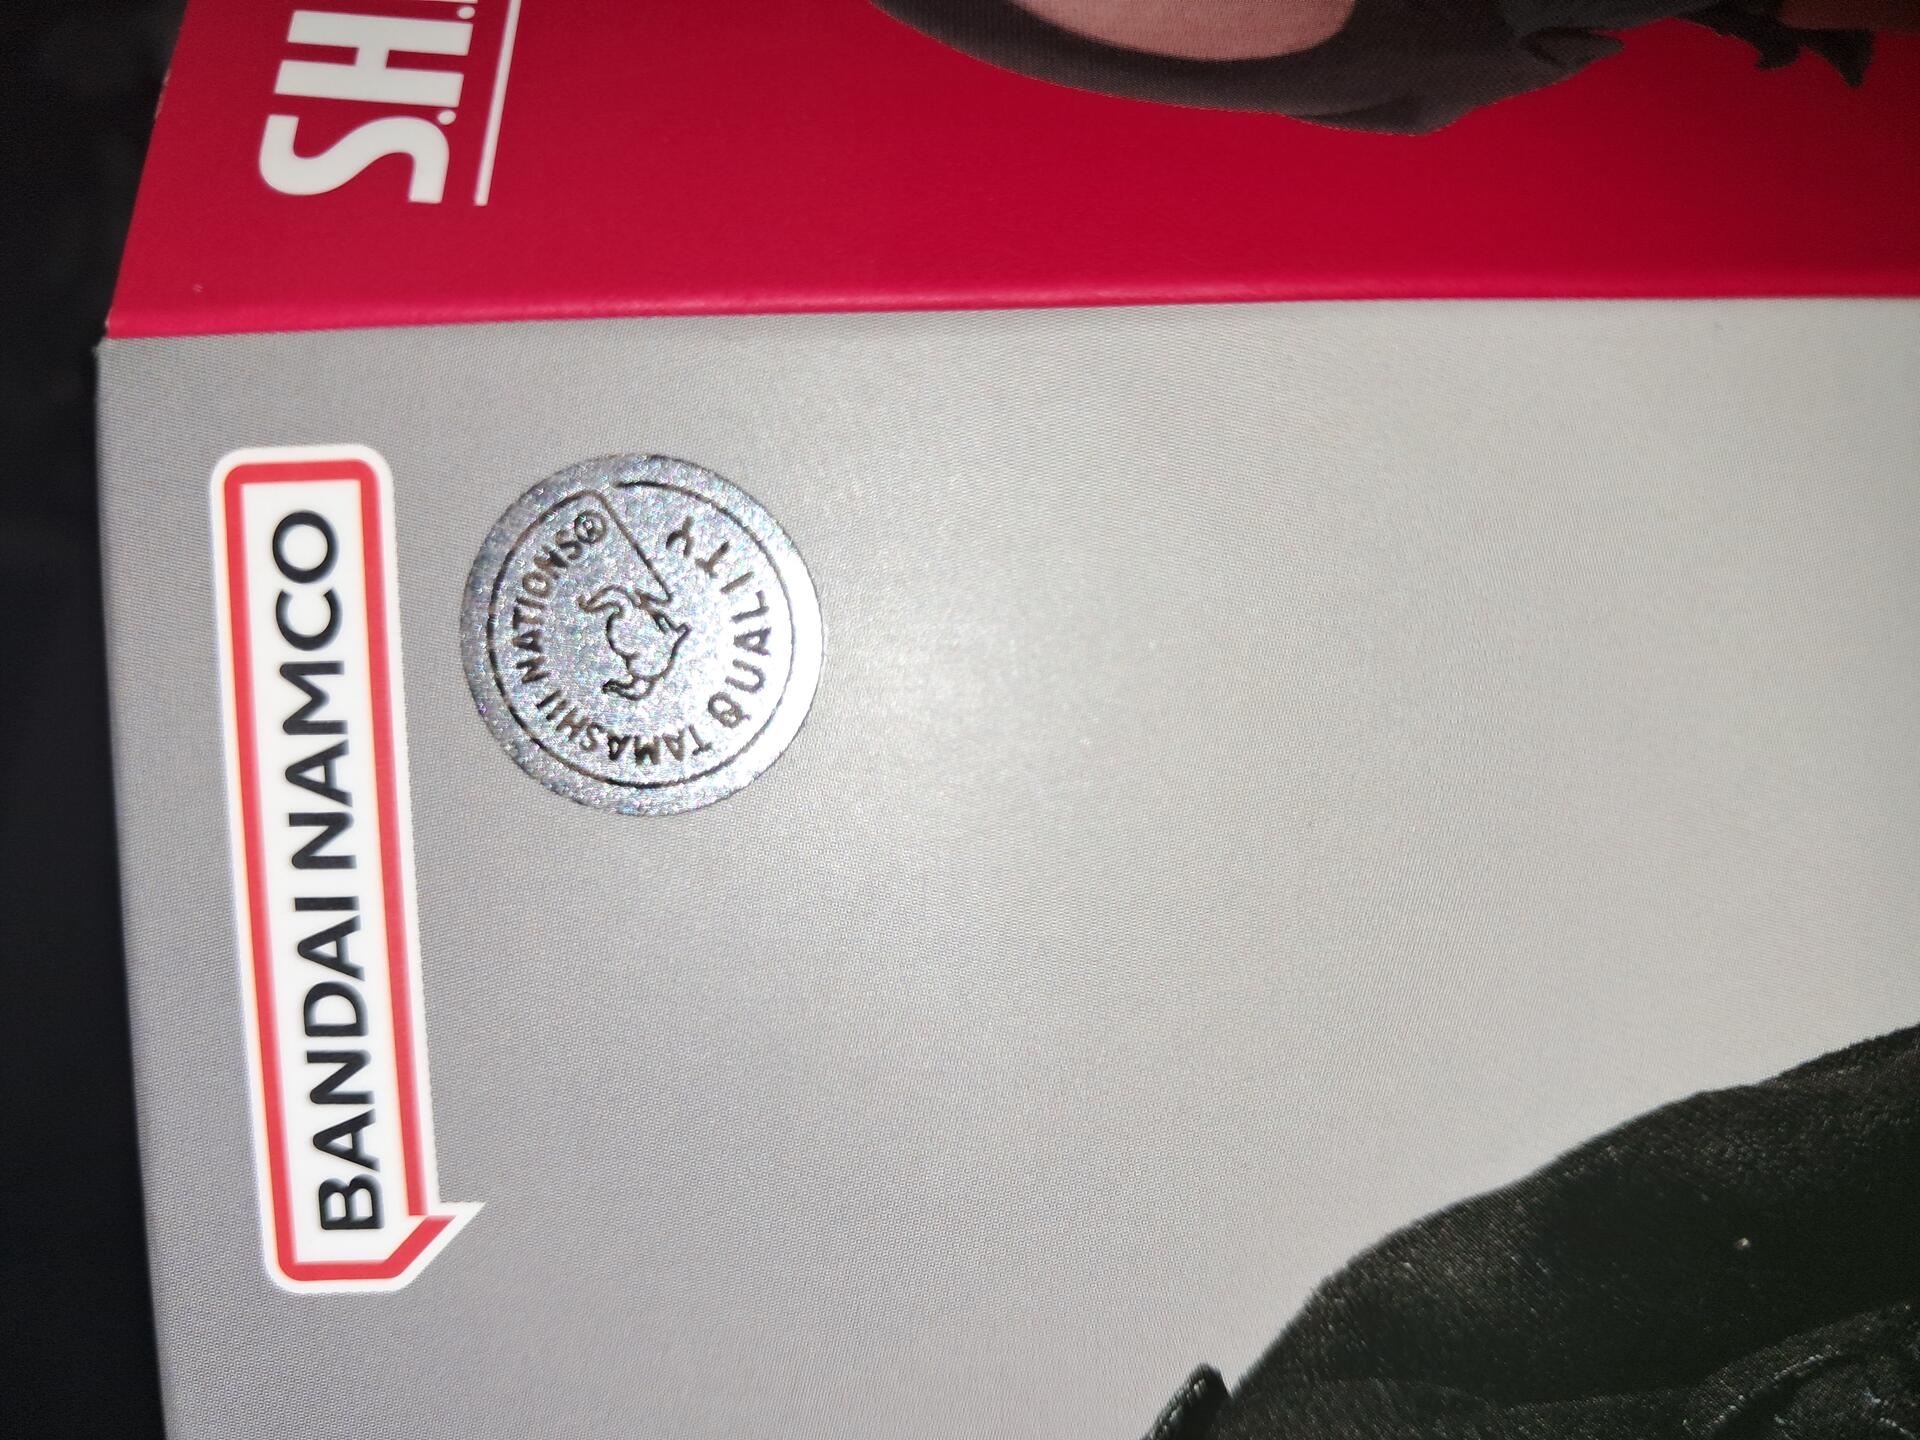 S.H.F
BANDAI NAMCO
TAMASHII NATIONS®
QUALITY